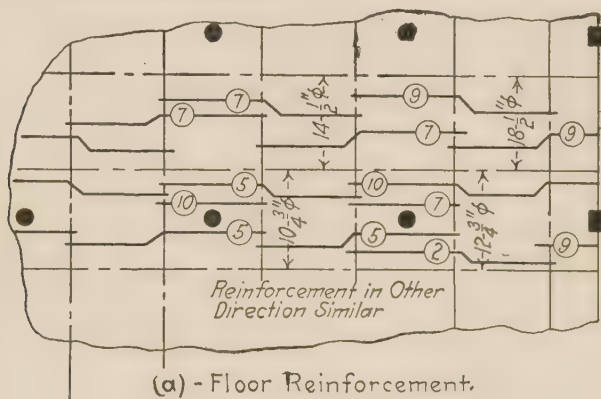 ⑨
⑦
⑦
14-1/2"φ
18-1/2"φ
⑦
⑨
⑤
⑩
⑩
10-3/4"φ
⑦
12-3/4"φ
⑤
⑤
②
⑨
Reinforcement in Other
Direction Similar
(a) - Floor Reinforcement.